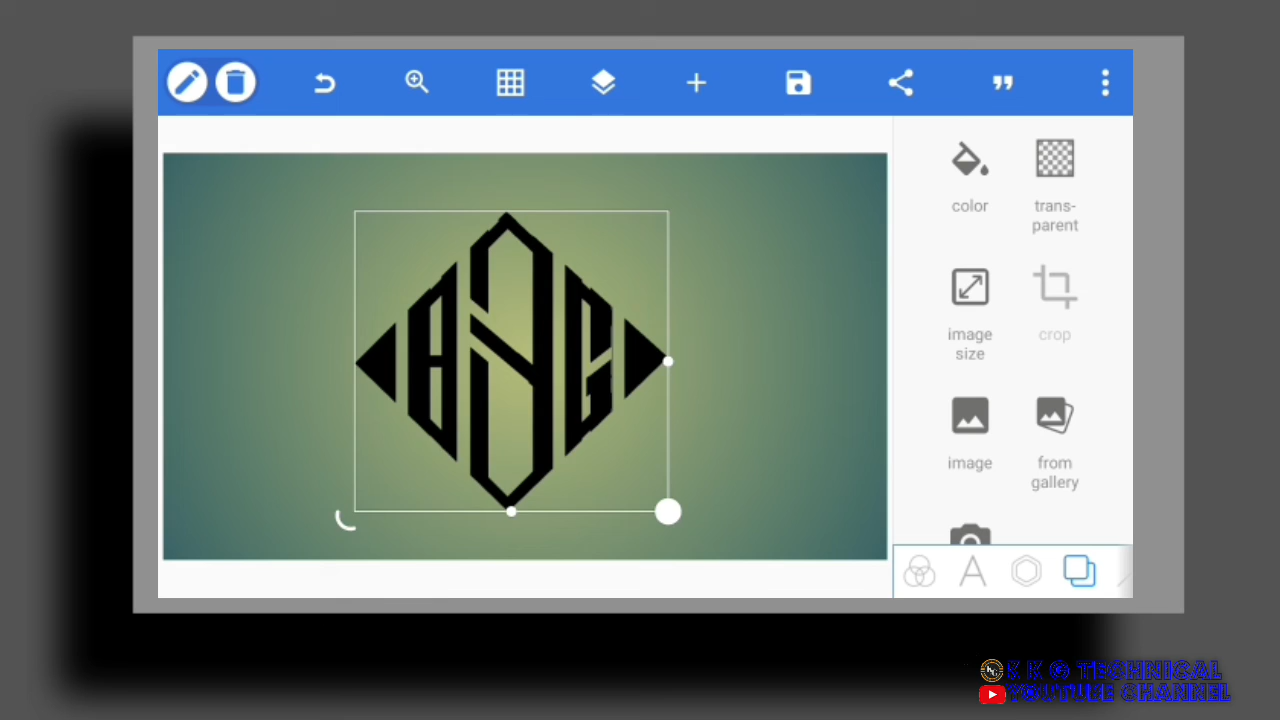 color
trans-
parent
image
size
crop
image
from
gallery
K K G TECHNICAL
YOUTUBE CHANNEL